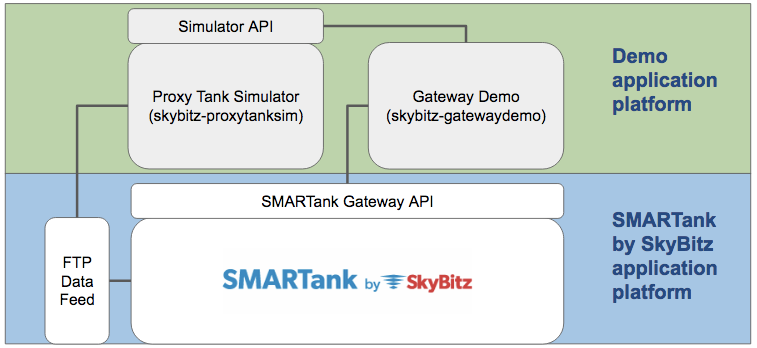 Simulator API
Proxy Tank Simulator
(skybitz-proxytanksim)
Gateway Demo
(skybitz-gatewaydemo)
Demo
application
platform
SMARTank Gateway API
FTP
Data
Feed
SMARTank by SkyBitz
SMARTank
by SkyBitz
application
platform